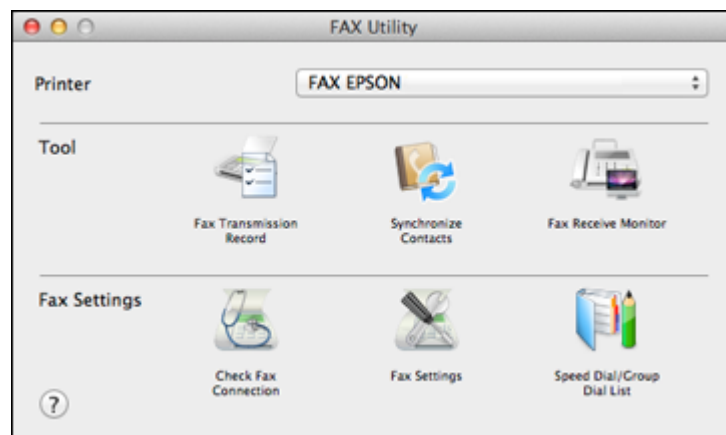 FAX Utility
Printer
FAX EPSON
Tool
Fax Transmission
Record
Synchronize
Contacts
Fax Receive Monitor
Fax Settings
Check Fax
Connection
Fax Settings
Speed Dial/Group
Dial List
?